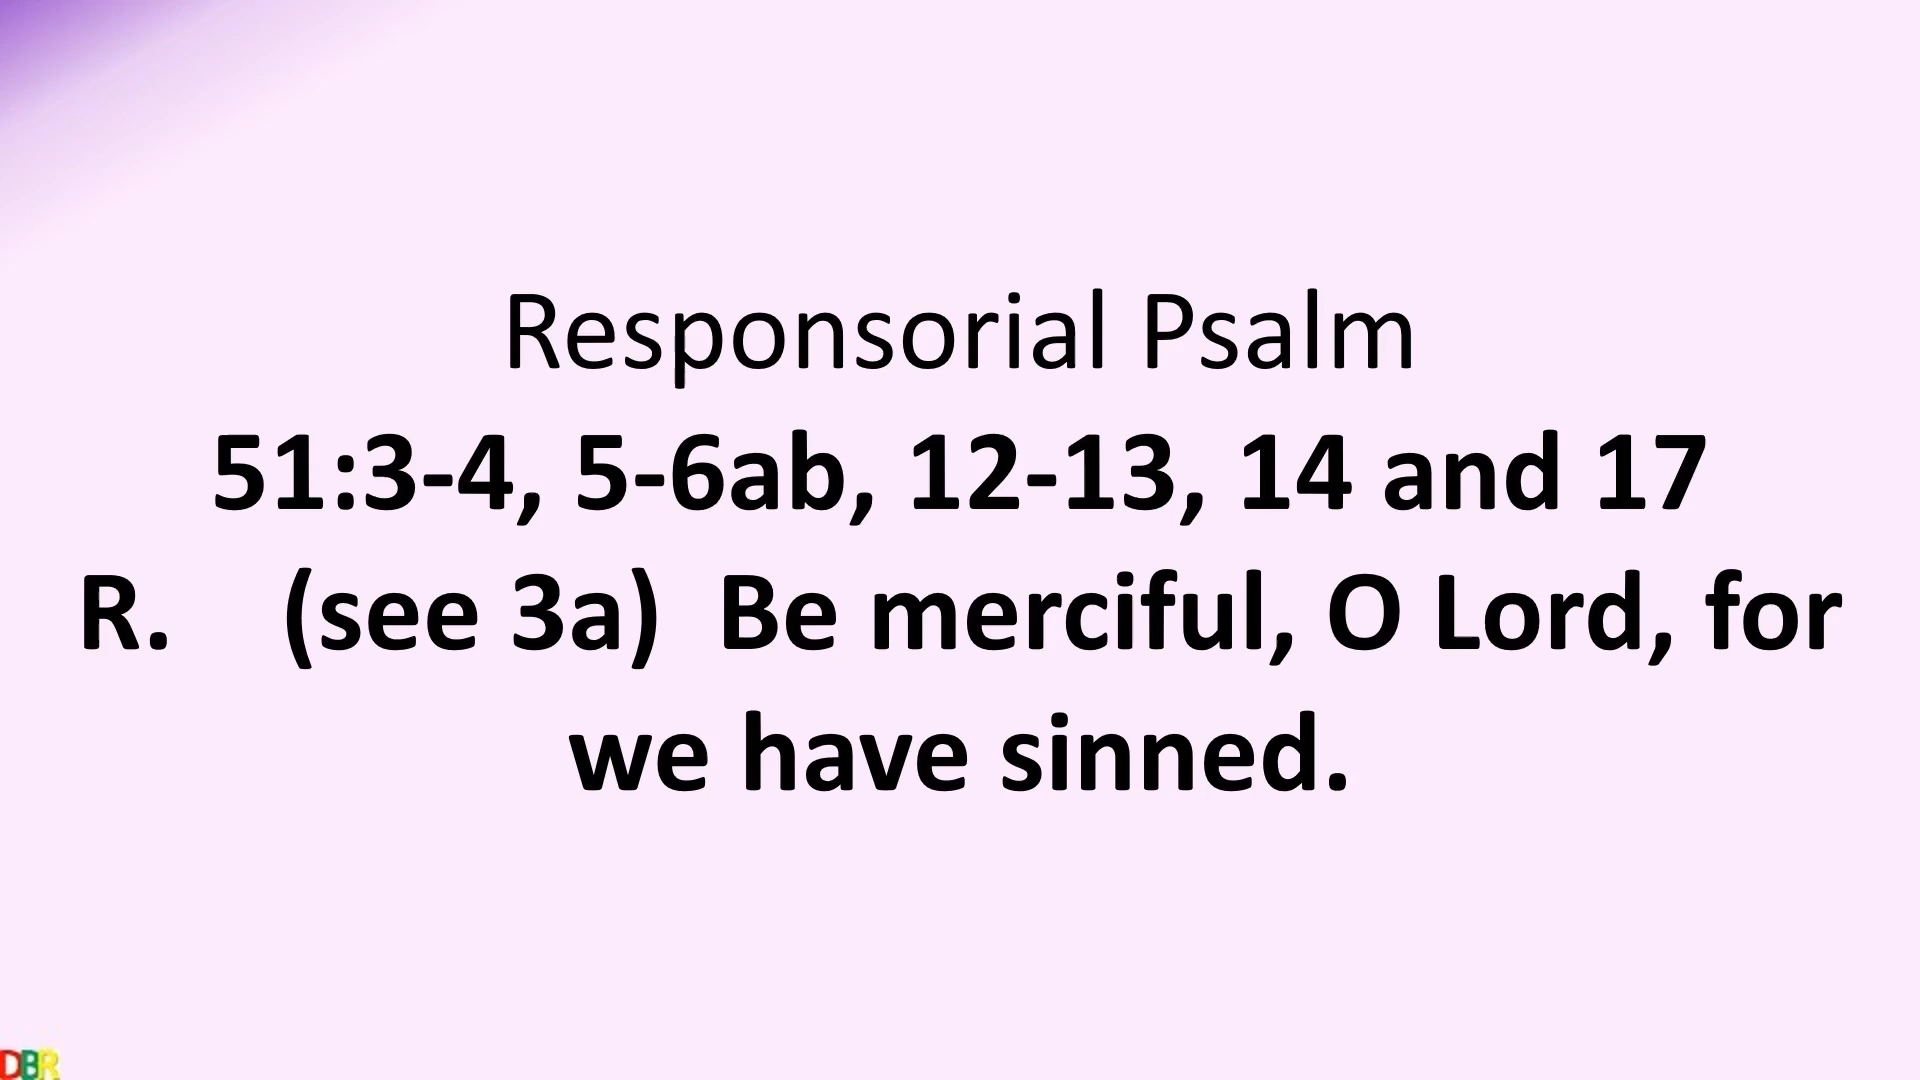 Responsorial Psalm
51:3-4, 5-6ab, 12-13, 14 and 17
R. (see 3a) Be merciful, O Lord, for
we have sinned.
DBR